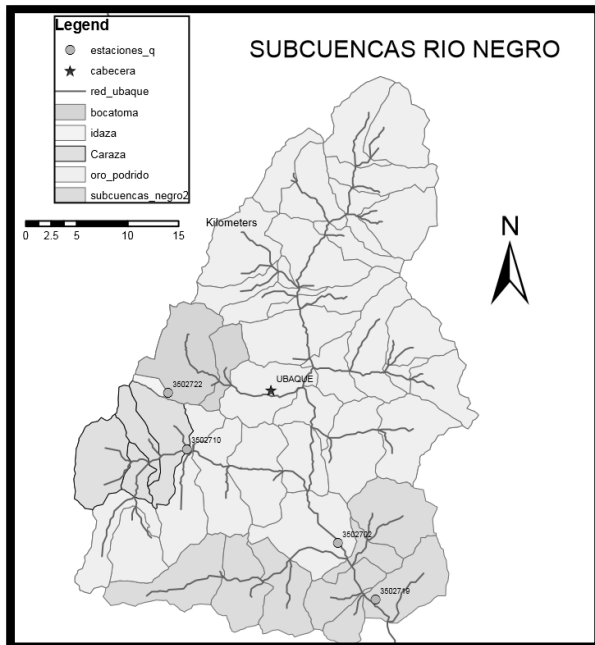 Legend
estaciones_q
cabecera
red_ubaque
bocatoma
idaza
Caraza
oro_podrido
subcuencas_negro2
SUBCUENCAS RIO NEGRO
Kilometers
0 2.5 5 10 15
N
3502722
UBAQUE
3502710
3502702
3502719